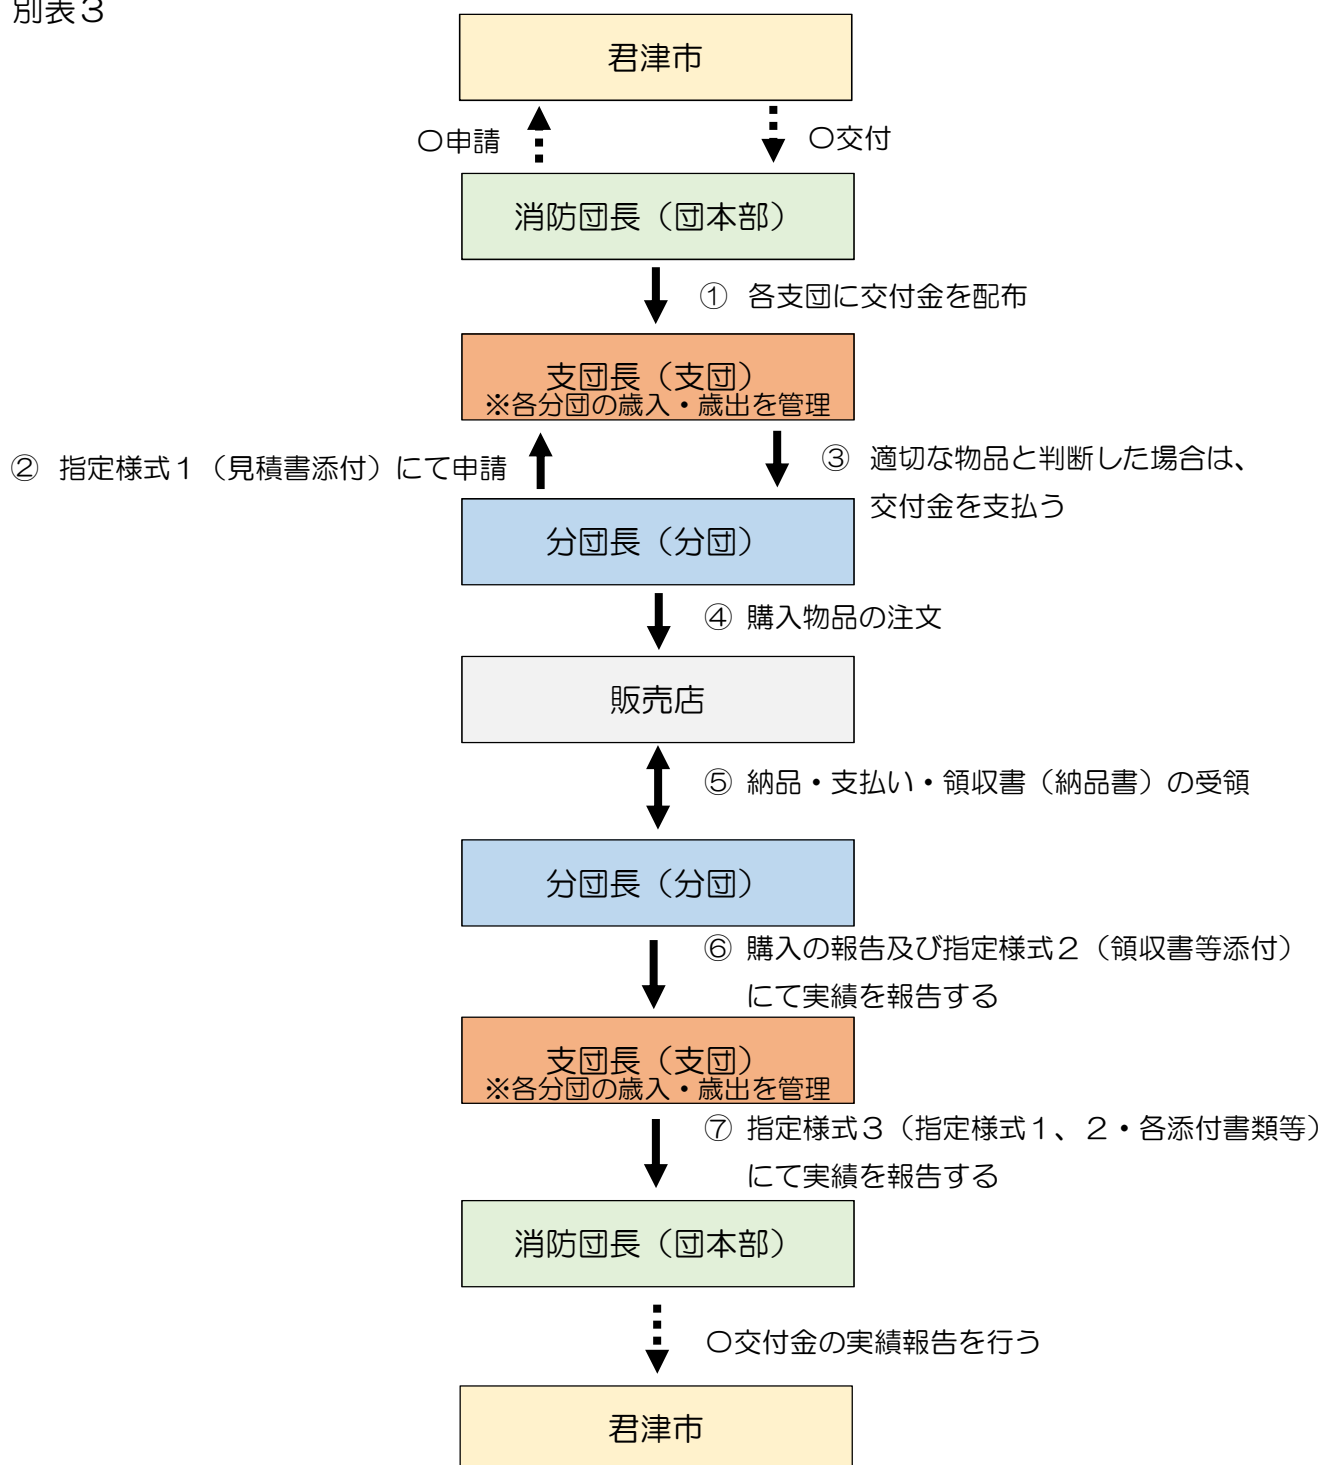 別表３
君津市
〇申請
〇交付
消防団長（団本部）
① 各支団に交付金を配布
支団長（支団）
※各分団の歳入・歳出を管理
② 指定様式１（見積書添付）にて申請
③ 適切な物品と判断した場合は、
交付金を支払う
分団長（分団）
④ 購入物品の注文
販売店
⑤ 納品・支払い・領収書（納品書）の受領
分団長（分団）
⑥ 購入の報告及び指定様式２（領収書等添付）
にて実績を報告する
支団長（支団）
※各分団の歳入・歳出を管理
⑦ 指定様式３（指定様式１、２・各添付書類等）
にて実績を報告する
消防団長（団本部）
〇交付金の実績報告を行う
君津市